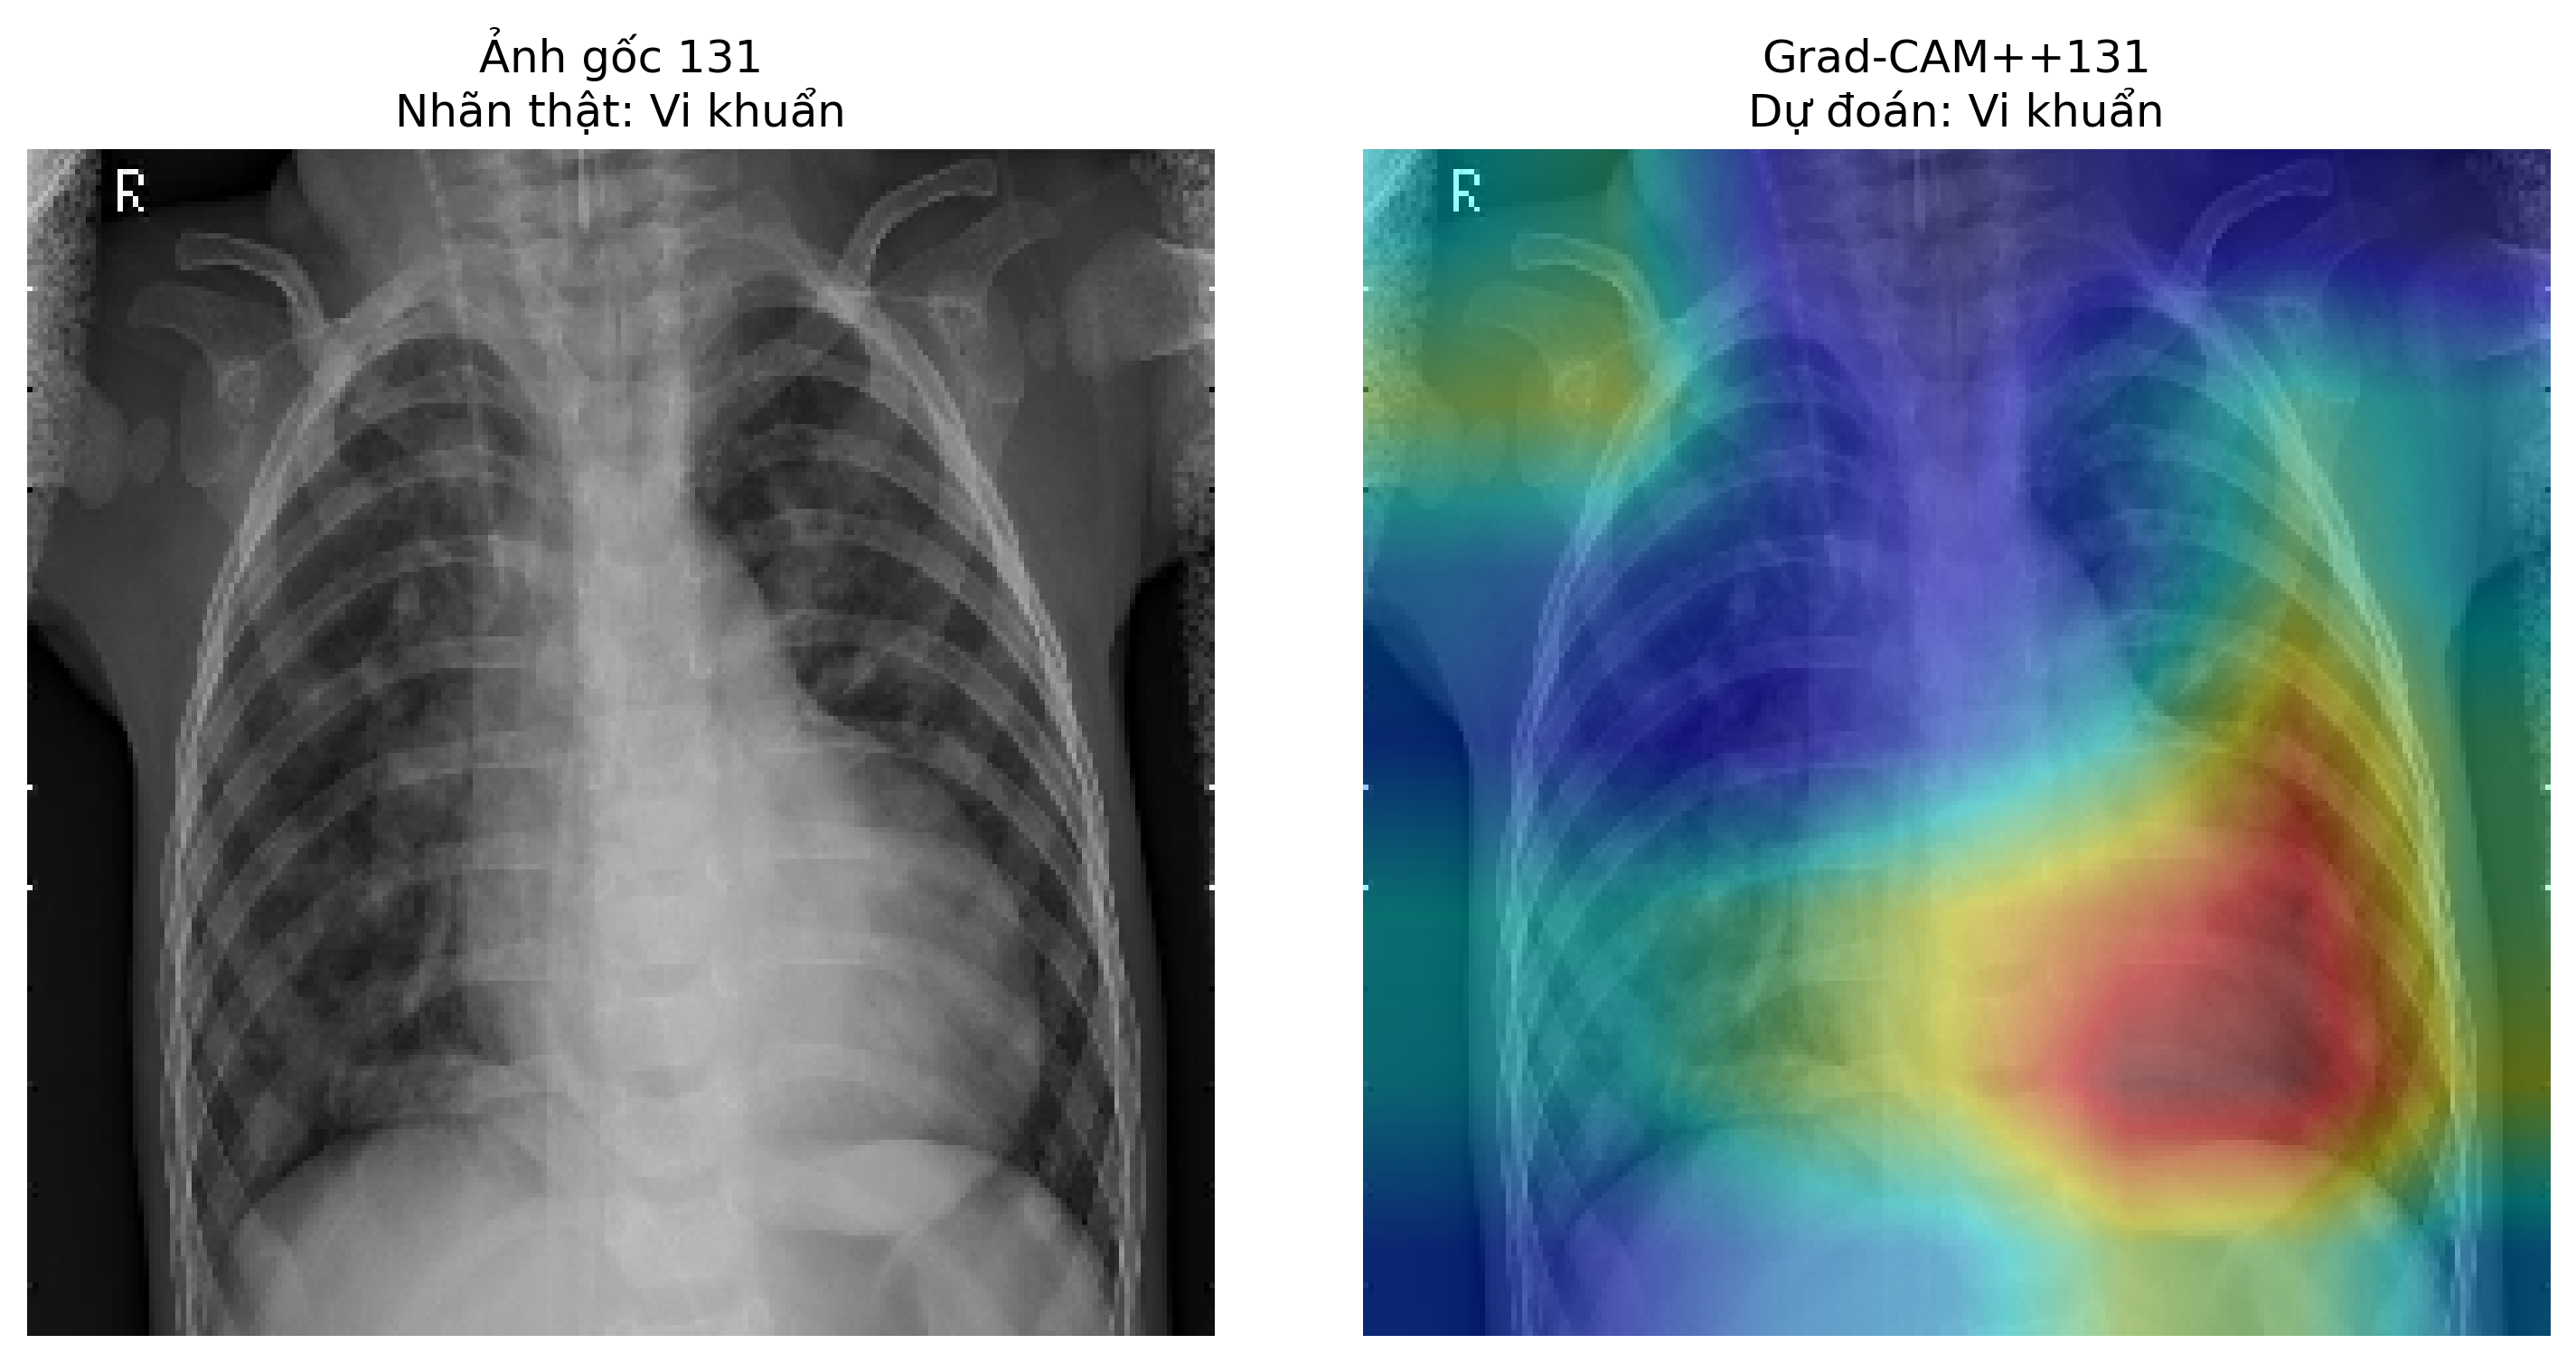 Ảnh gốc 131
Nhãn thật: Vi khuẩn
R
Grad-CAM++131
Dự đoán: Vi khuẩn
R